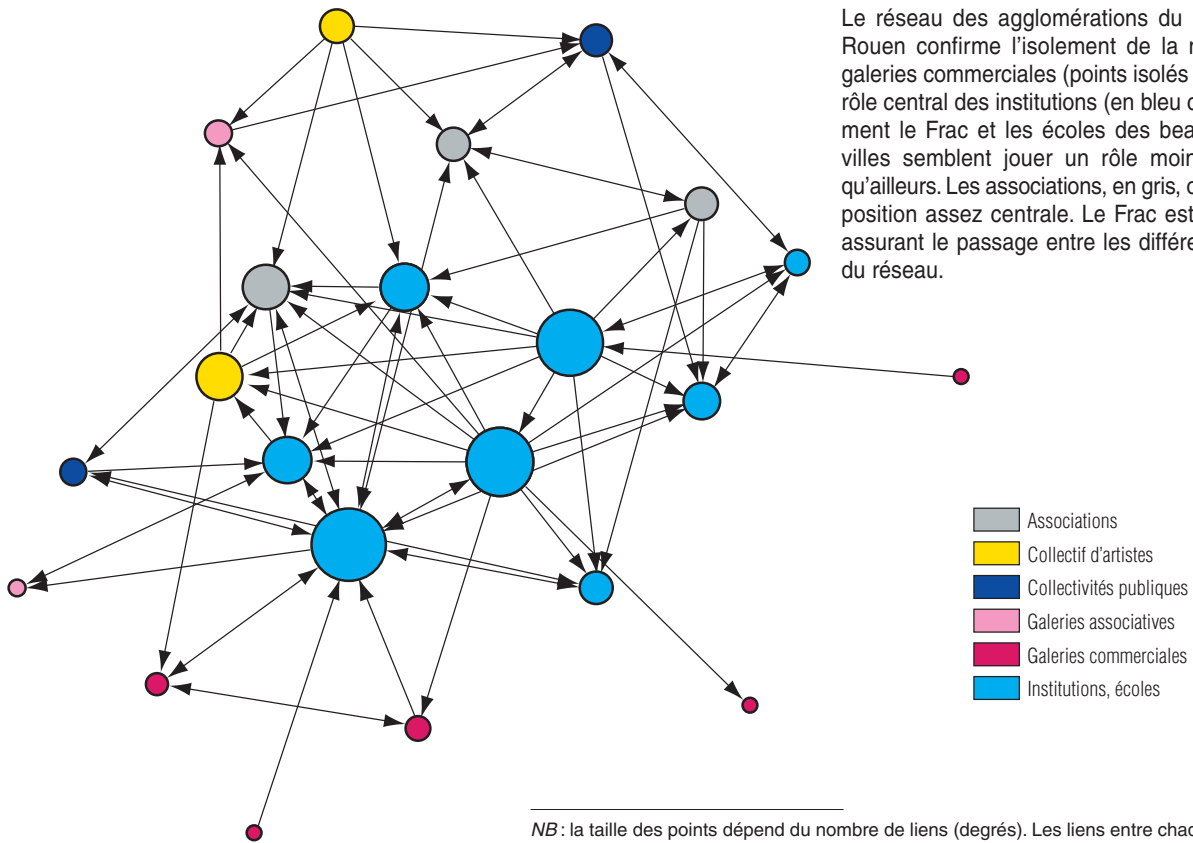 Le réseau des agglomérations du
Rouen confirme l'isolement de la
galeries commerciales (points isolés
rôle central des institutions (en bleu
ment le Frac et les écoles des
villes semblent jouer un rôle
qu'ailleurs. Les associations, en gris,
position assez centrale. Le Frac est
assurant le passage entre les
du réseau.
Associations
Collectif d'artistes
Collectivités publiques
Galeries associatives
Galeries commerciales
Institutions, écoles
NB : la taille des points dépend du nombre de liens (degrés). Les liens entre